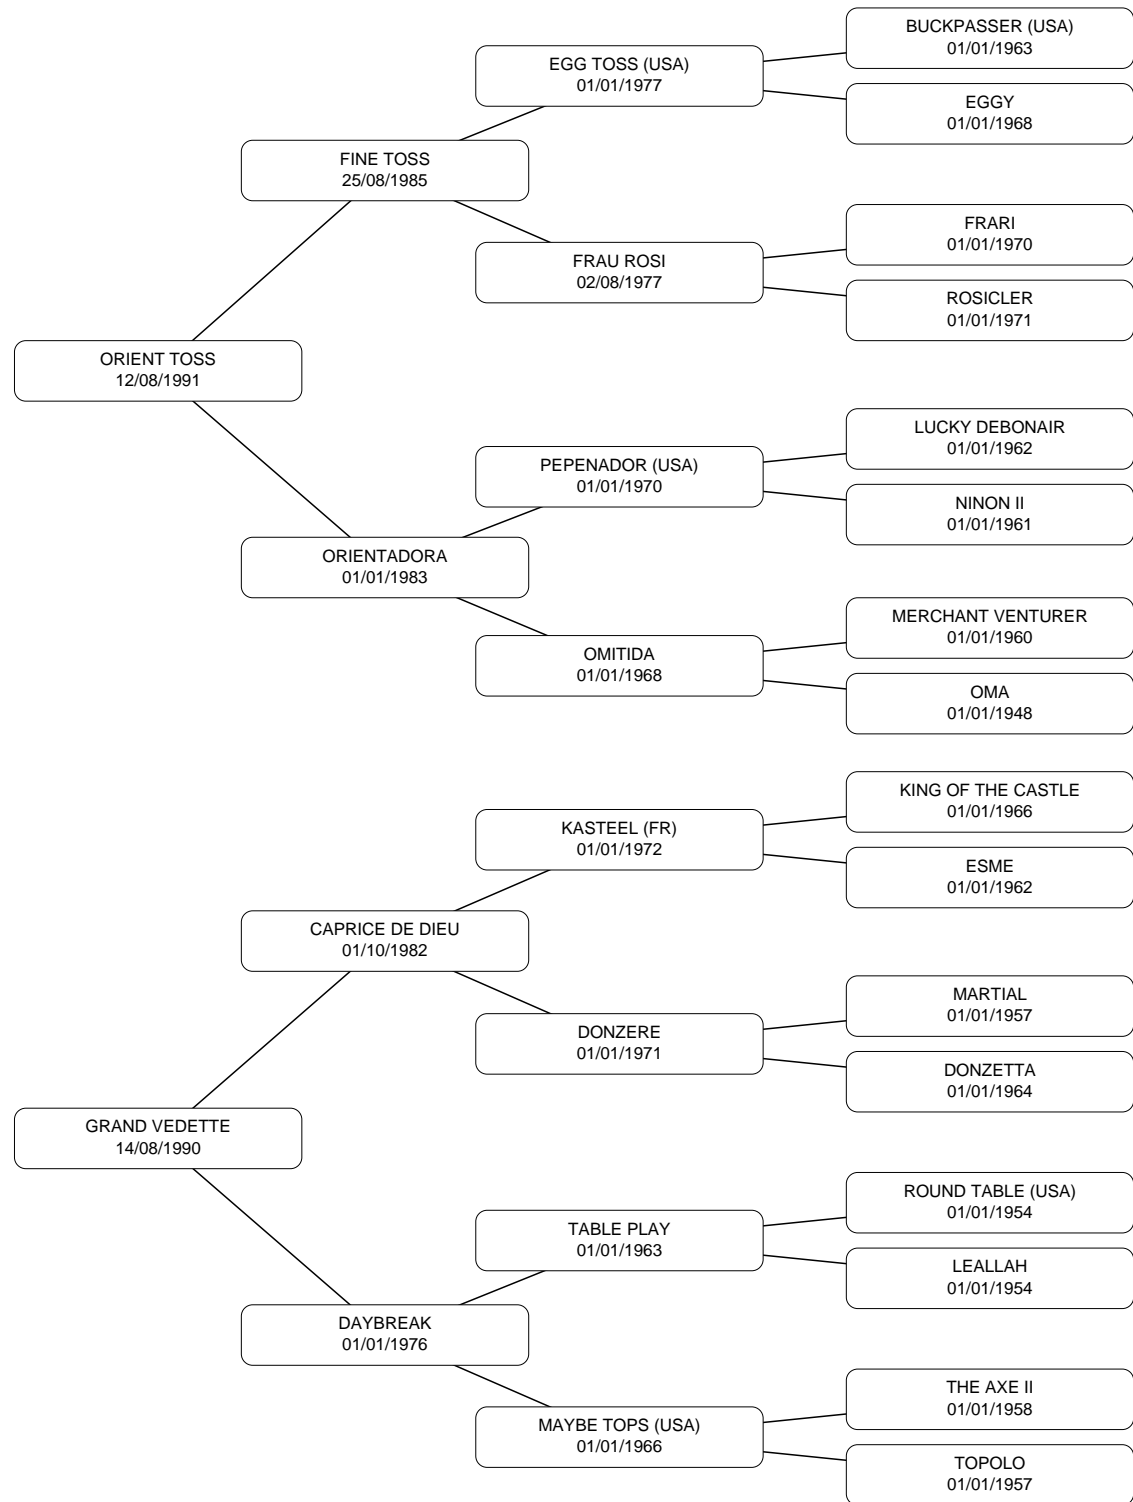 BUCKPASSER (USA)
01/01/1963
EGG TOSS (USA)
01/01/1977
EGGY
01/01/1968
FINE TOSS
25/08/1985
FRARI
01/01/1970
FRAU ROSI
02/08/1977
ROSICLER
01/01/1971
ORIENT TOSS
12/08/1991
LUCKY DEBONAIR
01/01/1962
PEPENADOR (USA)
01/01/1970
NINON II
01/01/1961
ORIENTADORA
01/01/1983
MERCHANT VENTURER
01/01/1960
OMITIDA
01/01/1968
OMA
01/01/1948
KING OF THE CASTLE
01/01/1966
KASTEEL (FR)
01/01/1972
ESME
01/01/1962
CAPRICE DE DIEU
01/10/1982
MARTIAL
01/01/1957
DONZERE
01/01/1971
DONZETTA
01/01/1964
GRAND VEDETTE
14/08/1990
ROUND TABLE (USA)
01/01/1954
TABLE PLAY
01/01/1963
LEALLAH
01/01/1954
DAYBREAK
01/01/1976
THE AXE II
01/01/1958
MAYBE TOPS (USA)
01/01/1966
TOPOLO
01/01/1957